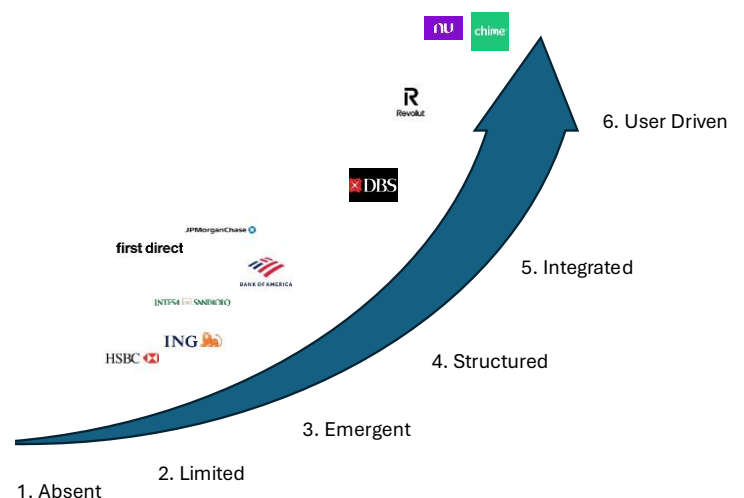 nu
chime
R
Revolut
6. User Driven
DBS
JPMorganChase
first direct
5. Integrated
BANK OF AMERICA
INTESA SANPAOLO
ING
HSBC
4. Structured
3. Emergent
2. Limited
1. Absent